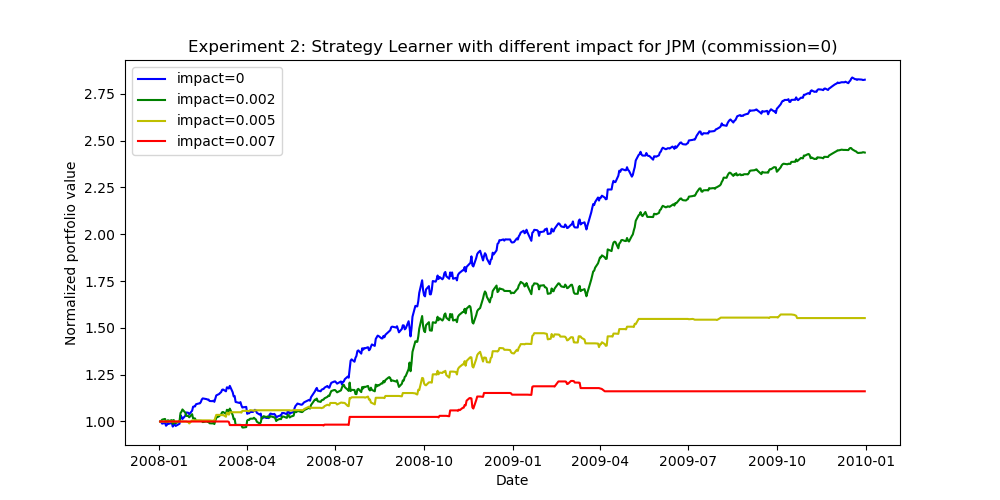 Experiment 2: Strategy Learner with different impact for JPM (commission=0)
impact=0
impact=0.002
impact=0.005
impact=0.007
Normalized portfolio value
2.75
2.50
2.25
2.00
1.75
1.50
1.25
1.00
2008-01 2008-04 2008-07 2008-10 2009-01 2009-04 2009-07 2009-10 2010-01
Date